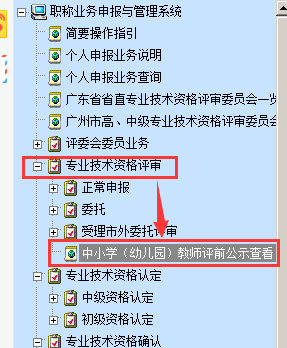 职称业务申报与管理系统
简要操作指引
个人申报业务说明
个人申报业务查询
广东省省直专业技术资格评审委员会一览
广州市高、中级专业技术资格评审委员会
评委会委员业务
专业技术资格评审
正常申报
委托
受理市外委托评审
中小学（幼儿园）教师评前公示查看
专业技术资格认定
中级资格认定
初级资格认定
专业技术资格确认